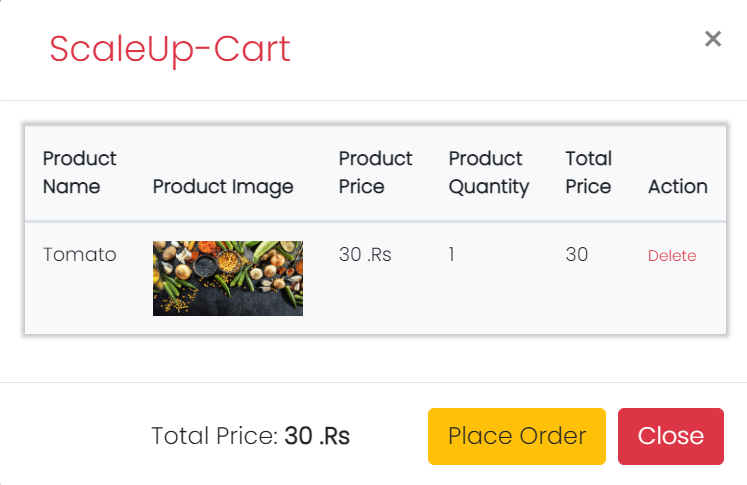 ScaleUp-Cart
×
Product Name Product Image Product Price Product Quantity Total Price Action
Tomato 30 .Rs 1 30 Delete
Total Price: 30 .Rs Place Order Close